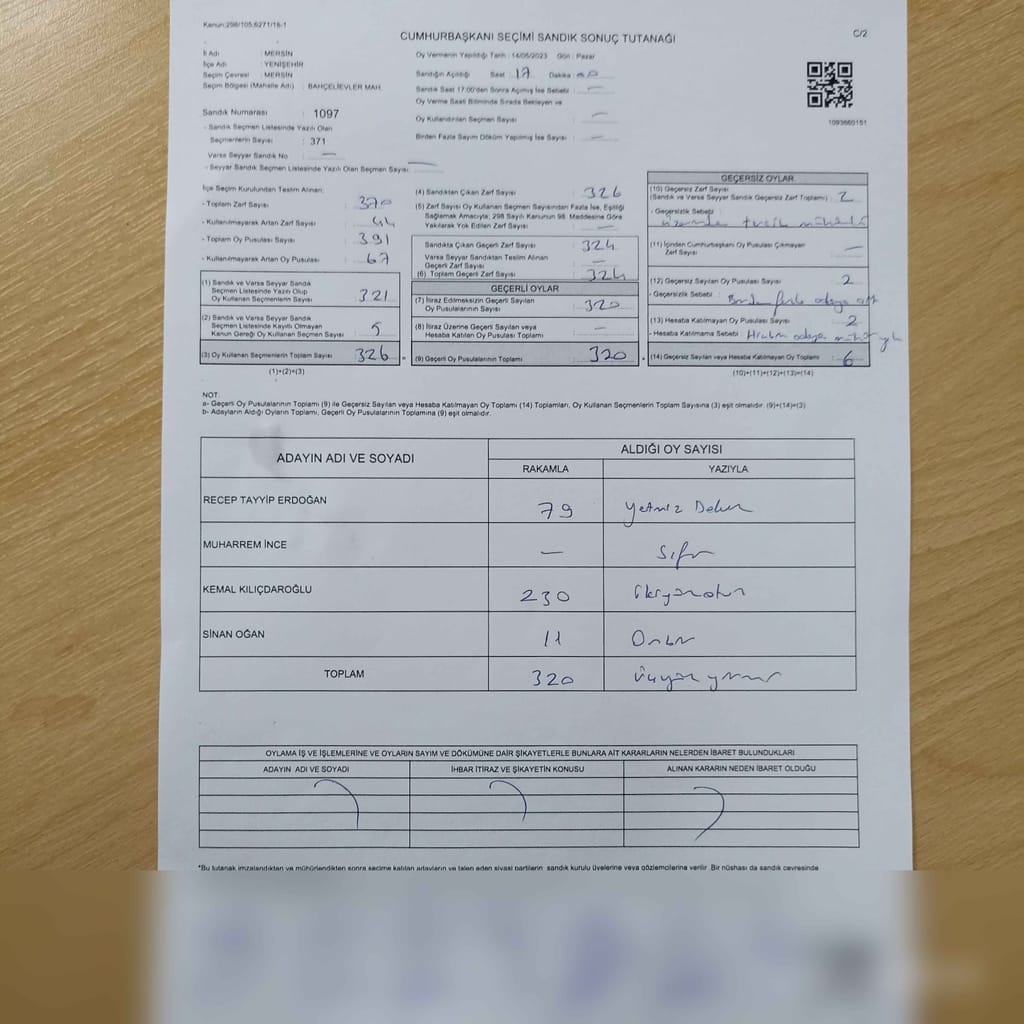 Kanun:298/105,6271/16-1
CUMHURBAŞKANI SEÇİMİ SANDIK SONUÇ TUTANAĞI
C/2
İl Adı : MERSİN
İlçe Adı : YENİŞEHİR
Seçim Çevresi : MERSİN
Seçim Bölgesi (Mahalle Adı) : BAHÇELİEVLER MAH.
Sandık Numarası : 1097
- Sandık Seçmen Listesinde Yazılı Olan
Seçmenlerin Sayısı : 371
Varsa Seyyar Sandık No : —
- Seyyar Sandık Seçmen Listesinde Yazılı Olan Seçmen Sayısı : —
Oy Vermenin Yapıldığı Tarih : 14/05/2023 Gün : Pazar
Sandığın Açıldığı Saat : 17 Dakika : 00
Sandık Saat 17:00'den Sonra Açılmış İse Sebebi : —
Oy Verme Saati Bitiminde Sırada Bekleyen ve
Oy Kullandırılan Seçmen Sayısı : —
Birden Fazla Sayım Döküm Yapılmış İse Sayısı : —
1093660151
İlçe Seçim Kurulundan Teslim Alınan:
- Toplam Zarf Sayısı : 370
- Kullanılmayarak Artan Zarf Sayısı : 44
- Toplam Oy Pusulası Sayısı : 391
- Kullanılmayarak Artan Oy Pusulası : 67
(1) Sandık ve Varsa Seyyar Sandık
Seçmen Listesinde Yazılı Olup
Oy Kullanan Seçmenlerin Sayısı : 321
(2) Sandık ve Varsa Seyyar Sandık
Seçmen Listesinde Kayıtlı Olmayan
Kanun Gereği Oy Kullanan Seçmen Sayısı : 5
(3) Oy Kullanan Seçmenlerin Toplam Sayısı : 326
(1)+(2)=(3)
(4) Sandıktan Çıkan Zarf Sayısı : 326
(5) Zarf Sayısı Oy Kullanan Seçmen Sayısından Fazla İse, Eşitliği
Sağlamak Amacıyla; 298 Sayılı Kanunun 98. Maddesine Göre
Yakılarak Yok Edilen Zarf Sayısı : —
Sandıkta Çıkan Geçerli Zarf Sayısı : 324
Varsa Seyyar Sandıktan Teslim Alınan
Geçerli Zarf Sayısı : —
(6) Toplam Geçerli Zarf Sayısı : 324
GEÇERLİ OYLAR
(7) İtiraz Edilmeksizin Geçerli Sayılan
Oy Pusulalarının Sayısı : 320
(8) İtiraz Üzerine Geçerli Sayılan veya
Hesaba Katılan Oy Pusulası Toplamı : —
(9) Geçerli Oy Pusulalarının Toplamı : 320
GEÇERSİZ OYLAR
(10) Geçersiz Zarf Sayısı
(Sandık ve Varsa Seyyar Sandık Geçersiz Zarf Toplamı) : 2
- Geçersizlik Sebebi : üzerinde tercih mührü
(11) İçinden Cumhurbaşkanı Oy Pusulası Çıkmayan
Zarf Sayısı : —
(12) Geçersiz Sayılan Oy Pusulası Sayısı : 2
- Geçersizlik Sebebi : Birden fazla adaya
(13) Hesaba Katılmayan Oy Pusulası Sayısı : 2
- Hesaba Katılmama Sebebi : Hiçbir adaya mühür yok
(14) Geçersiz Sayılan veya Hesaba Katılmayan Oy Toplamı : 6
(10)+(11)+(12)+(13)=(14)
NOT:
a- Geçerli Oy Pusulalarının Toplamı (9) ile Geçersiz Sayılan veya Hesaba Katılmayan Oy Toplamı (14) Toplamları, Oy Kullanan Seçmenlerin Toplam Sayısına (3) eşit olmalıdır. (9)+(14)=(3)
b- Adayların Aldığı Oyların Toplamı, Geçerli Oy Pusulalarının Toplamına (9) eşit olmalıdır.
ADAYIN ADI VE SOYADI ALDIĞI OY SAYISI
RAKAMLA YAZIYLA
RECEP TAYYİP ERDOĞAN 79 Yetmiş Dokuz
MUHARREM İNCE — Sıfır
KEMAL KILIÇDAROĞLU 230 İkiyüzotuz
SİNAN OĞAN 11 Onbir
TOPLAM 320 Üçyüzyirmi
OYLAMA İŞ VE İŞLEMLERİNE VE OYLARIN SAYIM VE DÖKÜMÜNE DAİR ŞİKAYETLERLE BUNLARA AİT KARARLARIN NELERDEN İBARET BULUNDUKLARI
ADAYIN ADI VE SOYADI İHBAR İTİRAZ VE ŞİKAYETİN KONUSU ALINAN KARARIN NEDEN İBARET OLDUĞU
*Bu tutanak imzalandıktan ve mühürlendikten sonra seçime katılan adayların ve talep eden siyasi partilerin sandık kurulu üyelerine veya gözlemcilerine verilir. Bir nüshası da sandık çevresinde